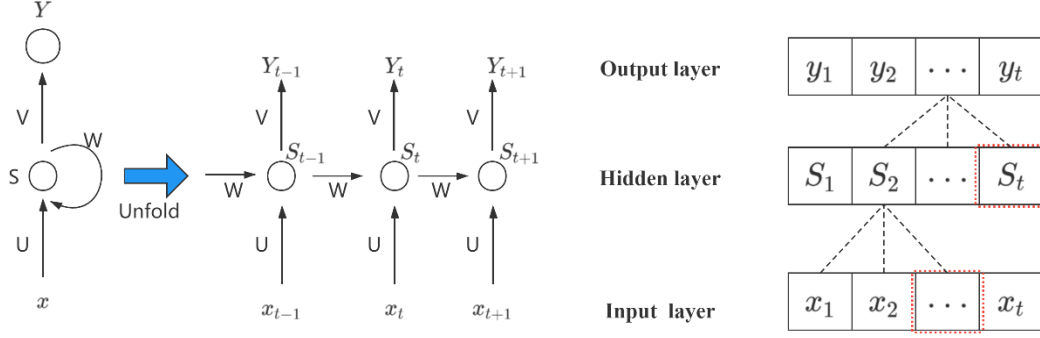 Y
V
W
S
Unfold
U
x
Y_{t-1} Y_t Y_{t+1}
V V V
S_{t-1} S_t S_{t+1}
W W W
U U U
x_{t-1} x_t x_{t+1}
Output layer y_1 y_2 ··· y_t
Hidden layer S_1 S_2 ··· S_t
Input layer x_1 x_2 ··· x_t